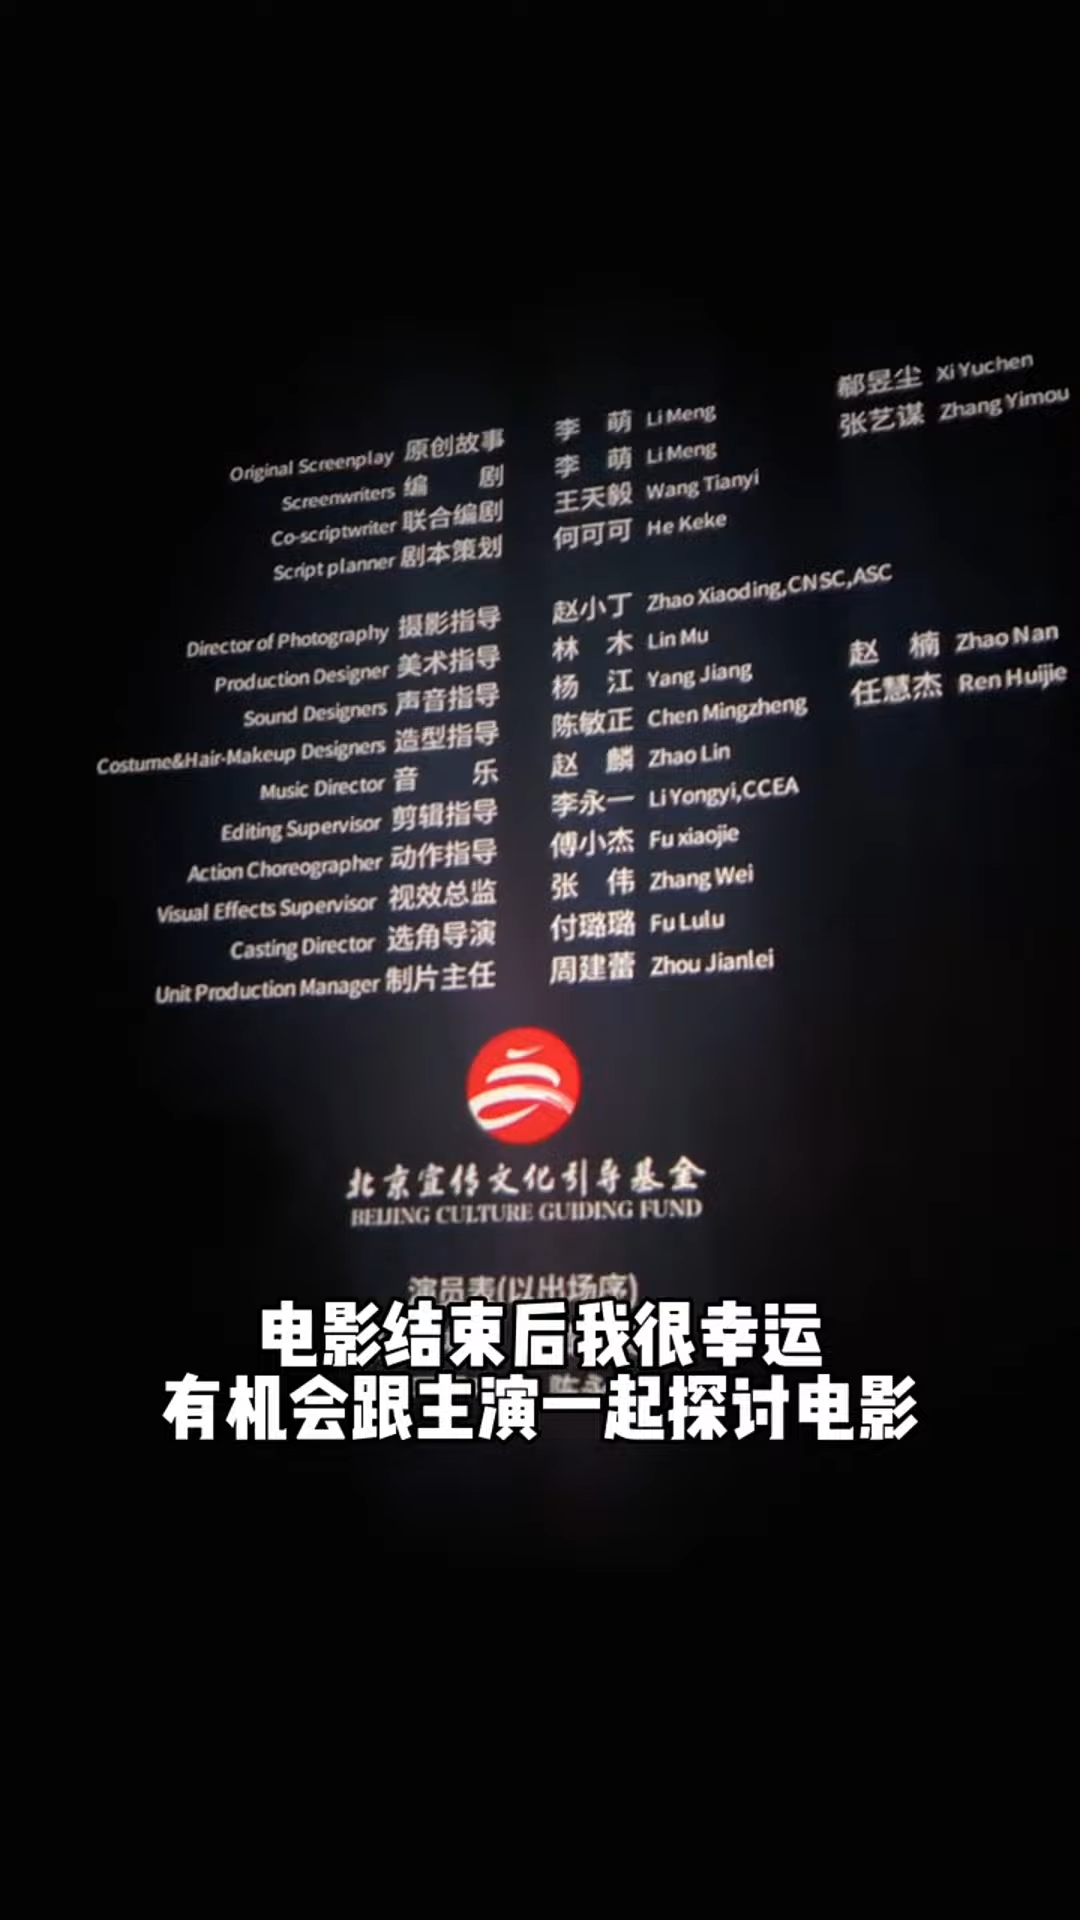 Original Screenplay 原创故事 李 萌 Li Meng 郗昱尘 Xi Yuchen
Screenwriters 编 剧 李 萌 Li Meng 张艺谋 Zhang Yimou
Co-scriptwriter 联合编剧 王天毅 Wang Tianyi
Script planner 剧本策划 何可可 He Keke
Director of Photography 摄影指导 赵小丁 Zhao Xiaoding,CNSC,ASC
Production Designer 美术指导 林 木 Lin Mu
Sound Designers 声音指导 杨 江 Yang Jiang 赵 楠 Zhao Nan
Costume&Hair-Makeup Designers 造型指导 陈敏正 Chen Mingzheng 任慧杰 Ren Huijie
Music Director 音 乐 赵 麟 Zhao Lin
Editing Supervisor 剪辑指导 李永一 Li Yongyi,CCEA
Action Choreographer 动作指导 傅小杰 Fu xiaojie
Visual Effects Supervisor 视效总监 张 伟 Zhang Wei
Casting Director 选角导演 付璐璐 Fu Lulu
Unit Production Manager 制片主任 周建蕾 Zhou Jianlei
北京宣传文化引导基金
BEIJING CULTURE GUIDING FUND
演员表(以出场序)
电影结束后我很幸运
有机会跟主演一起探讨电影